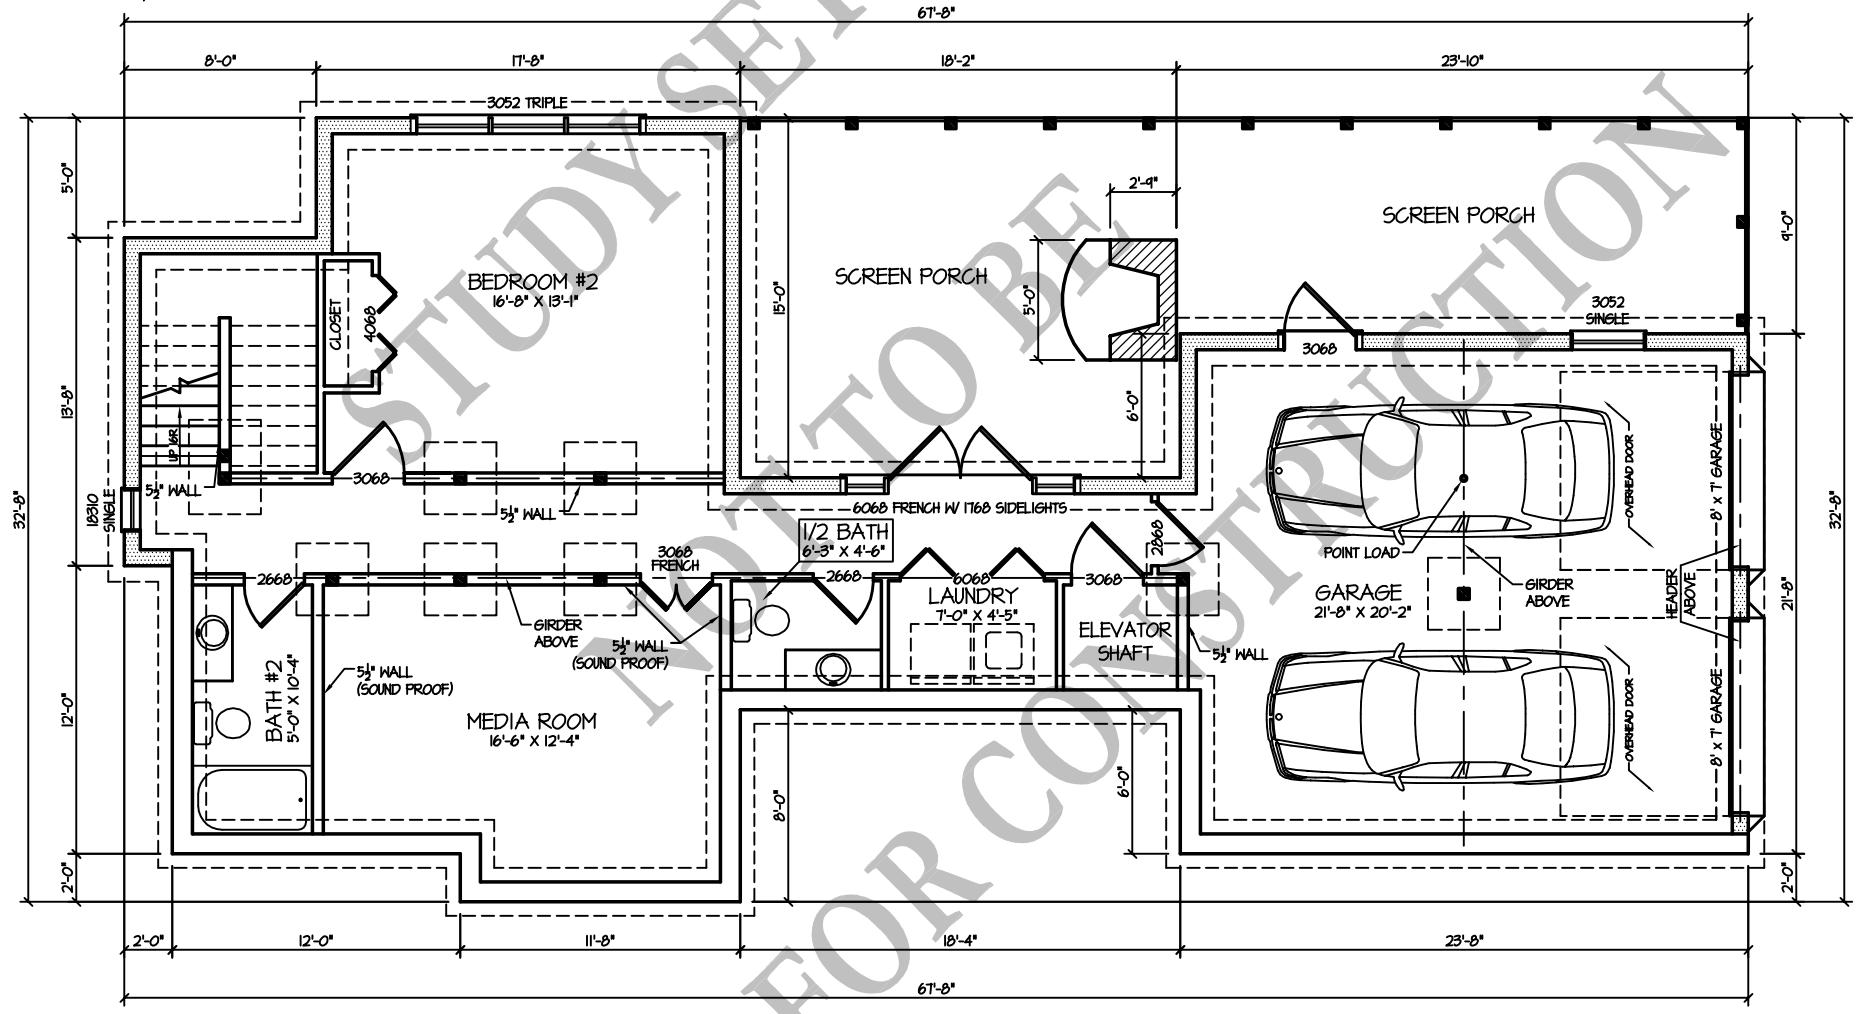 67'-8"
8'-0"
17'-8"
18'-2"
23'-10"
3052 TRIPLE
5'-0"
2'-9"
SCREEN PORCH
9'-0"
BEDROOM #2
16'-8" X 13'-1"
SCREEN PORCH
15'-0"
5'-0"
3052
SINGLE
CLOSET
4068
3068
13'-8"
6'-0"
UP 16R
8' x 7' GARAGE
OVERHEAD DOOR
3068
5½" WALL
18310
SINGLE
5½" WALL
6068 FRENCH W/ 1768 SIDELIGHTS
32'-8"
32'-8"
1/2 BATH
6'-3" X 4'-6"
2868
POINT LOAD
3068
FRENCH
2668
2668
6068
3068
GIRDER
ABOVE
HEADER
ABOVE
GARAGE
21'-8" X 20'-2"
21'-8"
LAUNDRY
7'-0" X 4'-5"
ELEVATOR
SHAFT
5½" WALL
GIRDER
ABOVE
5½" WALL
(SOUND PROOF)
5½" WALL
(SOUND PROOF)
BATH #2
5'-0" X 10'-4"
MEDIA ROOM
16'-6" X 12'-4"
12'-0"
OVERHEAD DOOR
8' x 7' GARAGE
8'-0"
6'-0"
2'-0"
2'-0"
2'-0"
12'-0"
11'-8"
18'-4"
23'-8"
67'-8"
STUDY SET
NOT TO BE
FOR CONSTRUCTION